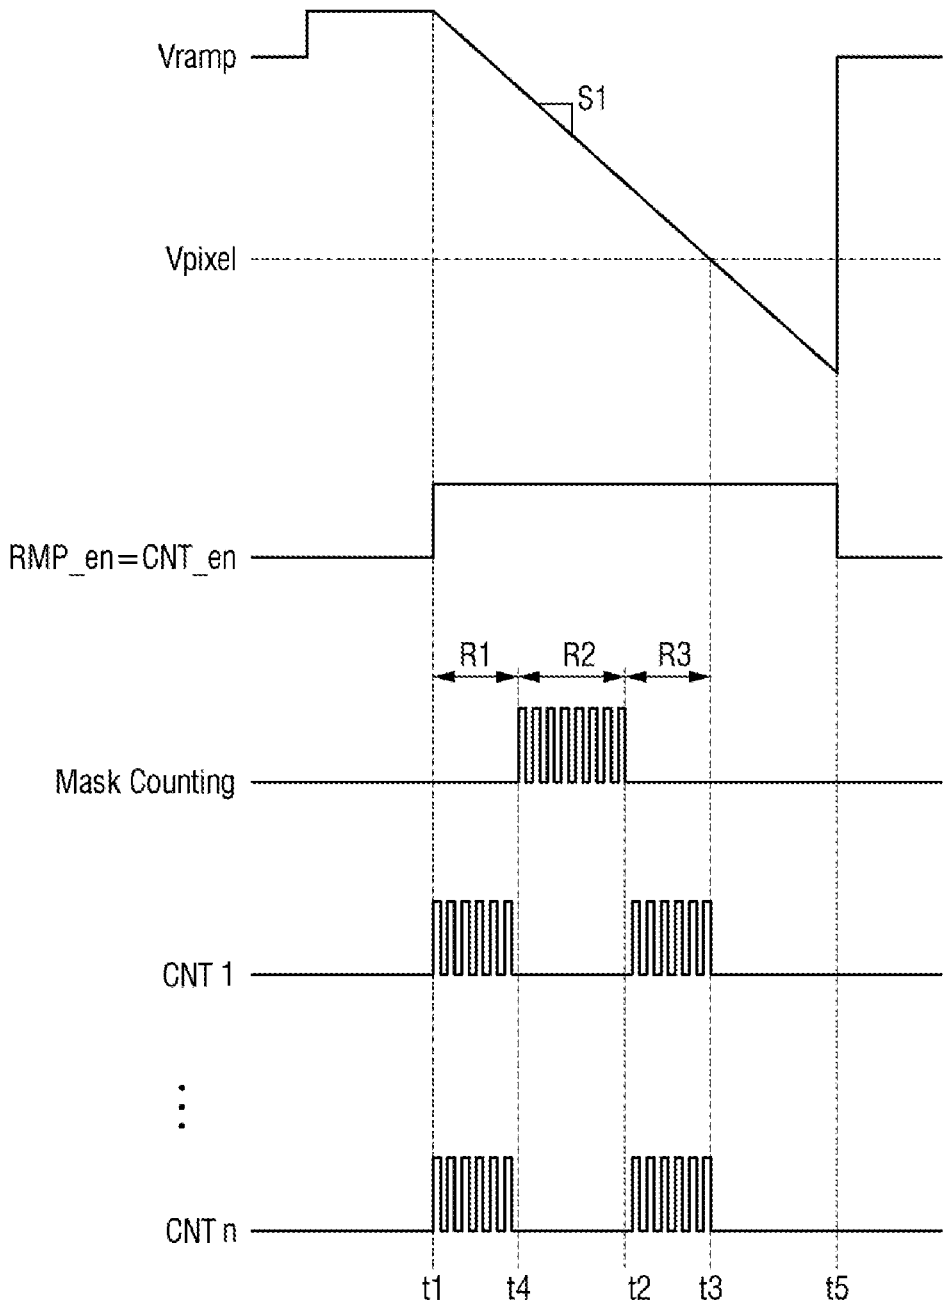 Vramp
S1
Vpixel
RMP_en=CNT_en
R1 R2 R3
Mask Counting
CNT 1
CNT n
t1 t4 t2 t3 t5